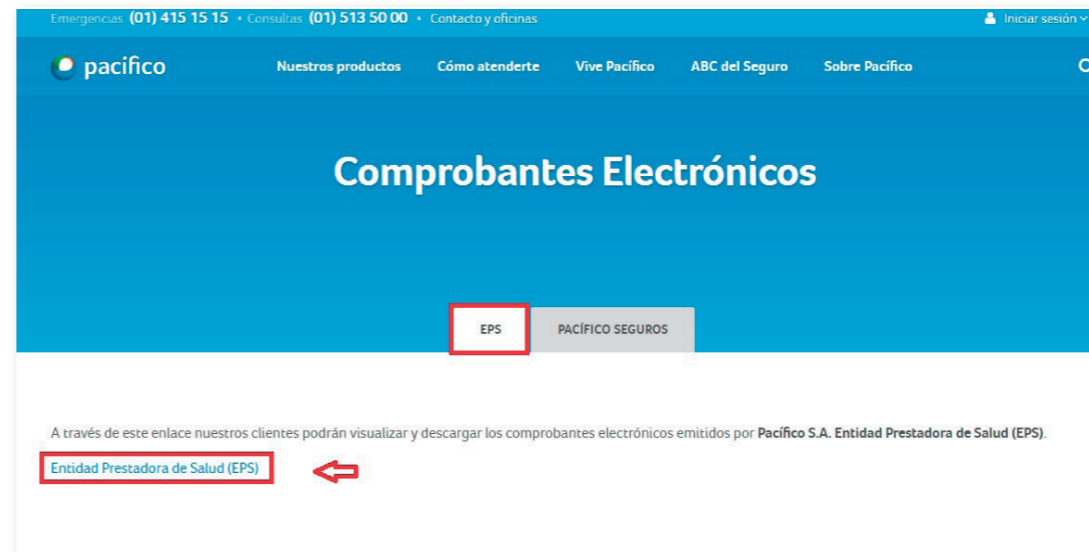 Emergencias (01) 415 15 15 • Consultas (01) 513 50 00 • Contacto y oficinas Iniciar sesión
pacifico Nuestros productos Cómo atenderte Vive Pacífico ABC del Seguro Sobre Pacífico
Comprobantes Electrónicos
EPS PACÍFICO SEGUROS
A través de este enlace nuestros clientes podrán visualizar y descargar los comprobantes electrónicos emitidos por Pacífico S.A. Entidad Prestadora de Salud (EPS).
Entidad Prestadora de Salud (EPS)